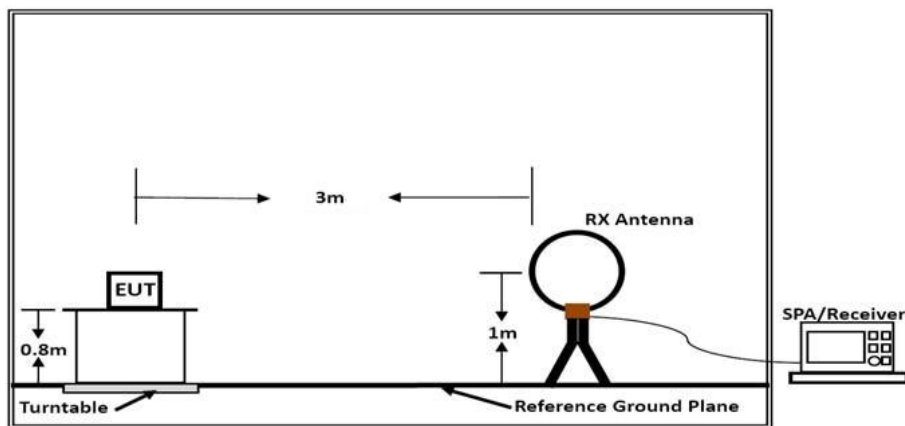 3m
RX Antenna
EUT
SPA/Receiver
0.8m
1m
Turntable
Reference Ground Plane